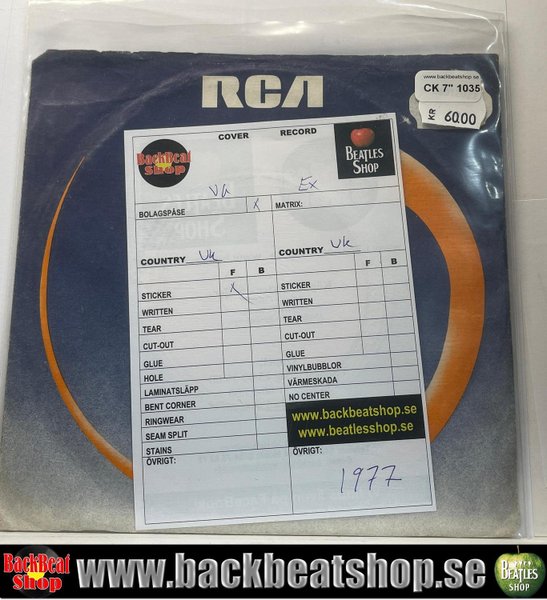 RCA
www.backbeatshop.se
CK 7" 1035
KR 60.00
COVER RECORD
BackBeat
Shop
BEATLES
SHOP
VG Ex
BOLAGSPÅSE X MATRIX:
COUNTRY Uk COUNTRY Uk
F B F B
STICKER X STICKER
WRITTEN WRITTEN
TEAR TEAR
CUT-OUT CUT-OUT
GLUE GLUE
HOLE VINYLBUBBLOR
LAMINATSLÄPP VÄRMESKADA
BENT CORNER NO CENTER
RINGWEAR
SEAM SPLIT
STAINS
www.backbeatshop.se
www.beatlesshop.se
ÖVRIGT: ÖVRIGT:
1977
BackBeat
Shop
www.backbeatshop.se
BEATLES
SHOP